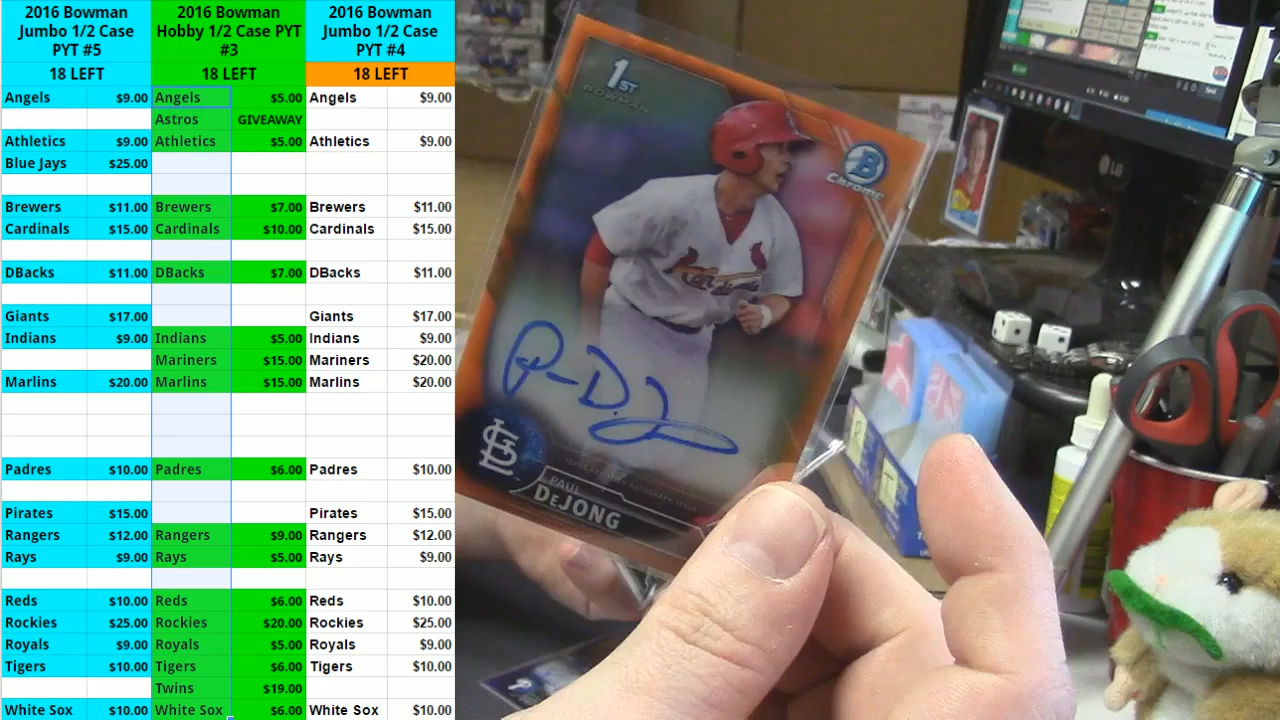 2016 Bowman Jumbo 1/2 Case PYT #5
18 LEFT
Angels $9.00
Athletics $9.00
Blue Jays $25.00
Brewers $11.00
Cardinals $15.00
DBacks $11.00
Giants $17.00
Indians $9.00
Marlins $20.00
Padres $10.00
Pirates $15.00
Rangers $12.00
Rays $9.00
Reds $10.00
Rockies $25.00
Royals $9.00
Tigers $10.00
White Sox $10.00
2016 Bowman Hobby 1/2 Case PYT #3
18 LEFT
Angels $5.00
Astros GIVEAWAY
Athletics $5.00
Brewers $7.00
Cardinals $10.00
DBacks $7.00
Indians $5.00
Mariners $15.00
Marlins $15.00
Padres $6.00
Rangers $9.00
Rays $5.00
Reds $6.00
Rockies $20.00
Royals $5.00
Tigers $6.00
Twins $19.00
White Sox $6.00
2016 Bowman Jumbo 1/2 Case PYT #4
18 LEFT
Angels $9.00
Athletics $9.00
Brewers $11.00
Cardinals $15.00
DBacks $11.00
Giants $17.00
Indians $9.00
Mariners $20.00
Marlins $20.00
Padres $10.00
Pirates $15.00
Rangers $12.00
Rays $9.00
Reds $10.00
Rockies $25.00
Royals $9.00
Tigers $10.00
White Sox $10.00
1ST
BOWMAN
B
Chrome
Cardinals
STL
PAUL
DEJONG
LG